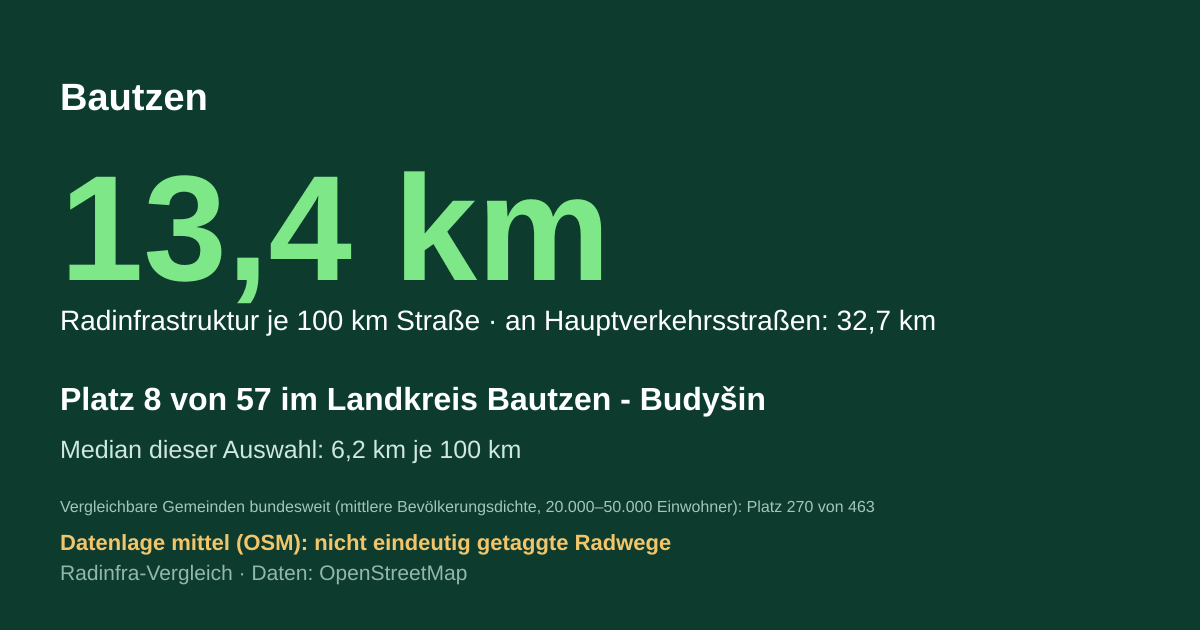 Bautzen
13,4 km
Radinfrastruktur je 100 km Straße · an Hauptverkehrsstraßen: 32,7 km
Platz 8 von 57 im Landkreis Bautzen - Budyšin
Median dieser Auswahl: 6,2 km je 100 km
Vergleichbare Gemeinden bundesweit (mittlere Bevölkerungsdichte, 20.000–50.000 Einwohner): Platz 270 von 463
Datenlage mittel (OSM): nicht eindeutig getaggte Radwege
Radinfra-Vergleich · Daten: OpenStreetMap